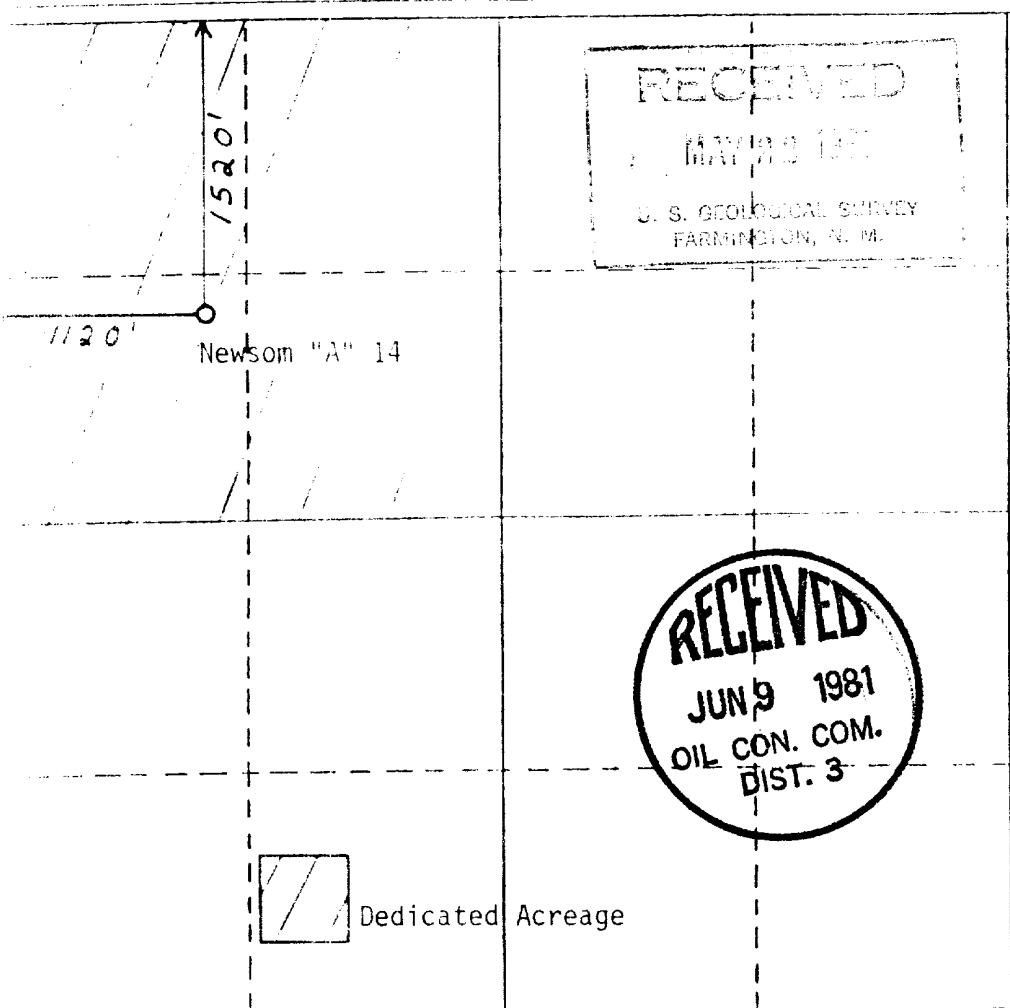 RECEIVED
MAY
U. S. GEOLOGICAL SURVEY
FARMINGTON, N. M.
1520'
1120'
Newsom "A" 14
RECEIVED
JUN 9 1981
OIL CON. COM.
DIST. 3
Dedicated Acreage